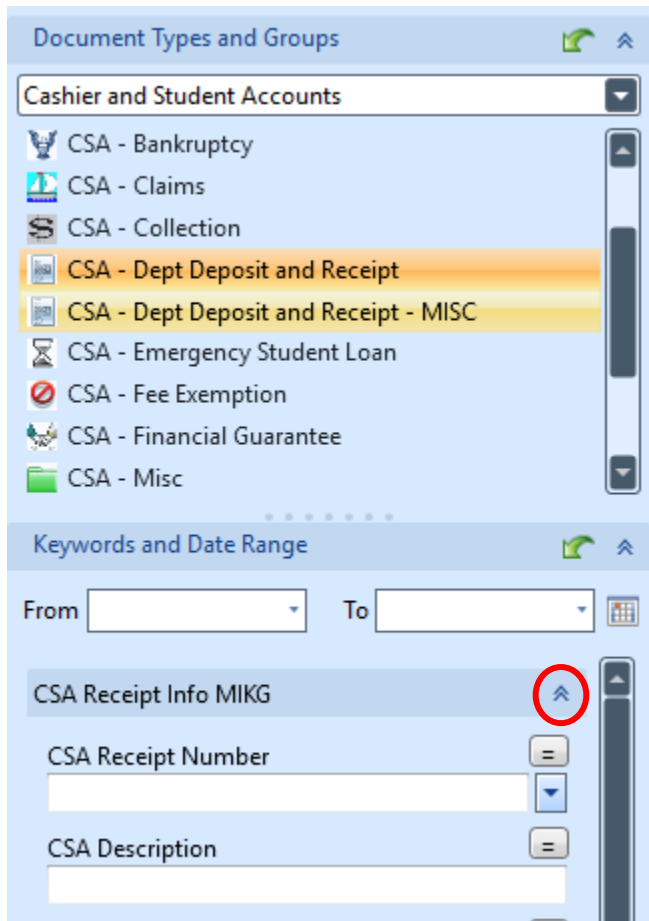 Document Types and Groups
Cashier and Student Accounts
CSA - Bankruptcy
CSA - Claims
CSA - Collection
CSA - Dept Deposit and Receipt
CSA - Dept Deposit and Receipt - MISC
CSA - Emergency Student Loan
CSA - Fee Exemption
CSA - Financial Guarantee
CSA - Misc
Keywords and Date Range
From To
CSA Receipt Info MIKG
CSA Receipt Number =
CSA Description =